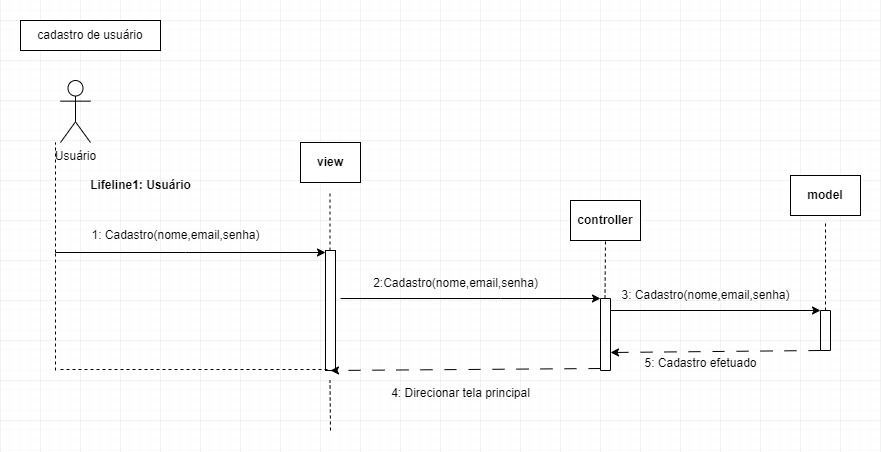 cadastro de usuário
Usuário
view
Lifeline1: Usuário
model
controller
1: Cadastro(nome,email,senha)
2:Cadastro(nome,email,senha)
3: Cadastro(nome,email,senha)
5: Cadastro efetuado
4: Direcionar tela principal